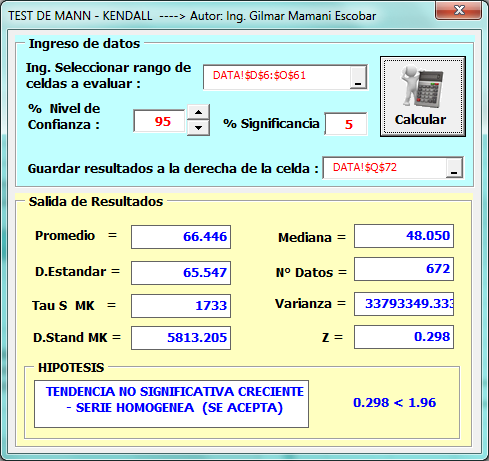 TEST DE MANN - KENDALL ----> Autor: Ing. Gilmar Mamani Escobar
Ingreso de datos
Ing. Seleccionar rango de
celdas a evaluar :
DATA!$D$6:$O$61
% Nivel de
Confianza :
95
% Significancia
5
Calcular
Guardar resultados a la derecha de la celda :
DATA!$Q$72
Salida de Resultados
Promedio =
66.446
Mediana =
48.050
D.Estandar =
65.547
Nº Datos =
672
Tau S MK =
1733
Varianza =
33793349.333
D.Stand MK =
5813.205
Z =
0.298
HIPOTESIS
TENDENCIA NO SIGNIFICATIVA CRECIENTE
- SERIE HOMOGENEA (SE ACEPTA)
0.298 < 1.96